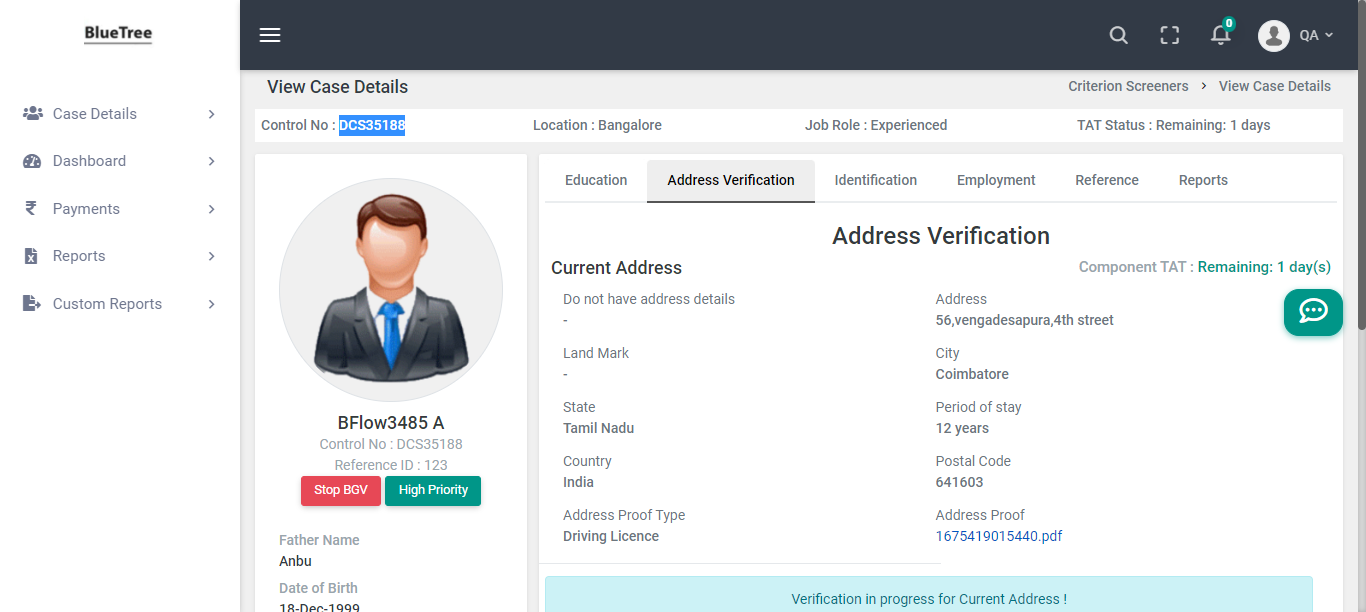 BlueTree
0
QA
Case Details
Dashboard
Payments
Reports
Custom Reports
View Case Details
Criterion Screeners > View Case Details
Control No : DCS35188 Location : Bangalore Job Role : Experienced TAT Status : Remaining: 1 days
BFlow3485 A
Control No : DCS35188
Reference ID : 123
Stop BGV High Priority
Father Name
Anbu
Date of Birth
18-Dec-1999
Education Address Verification Identification Employment Reference Reports
Address Verification
Current Address Component TAT : Remaining: 1 day(s)
Do not have address details Address
- 56,vengadesapura,4th street
Land Mark City
- Coimbatore
State Period of stay
Tamil Nadu 12 years
Country Postal Code
India 641603
Address Proof Type Address Proof
Driving Licence 1675419015440.pdf
Verification in progress for Current Address !